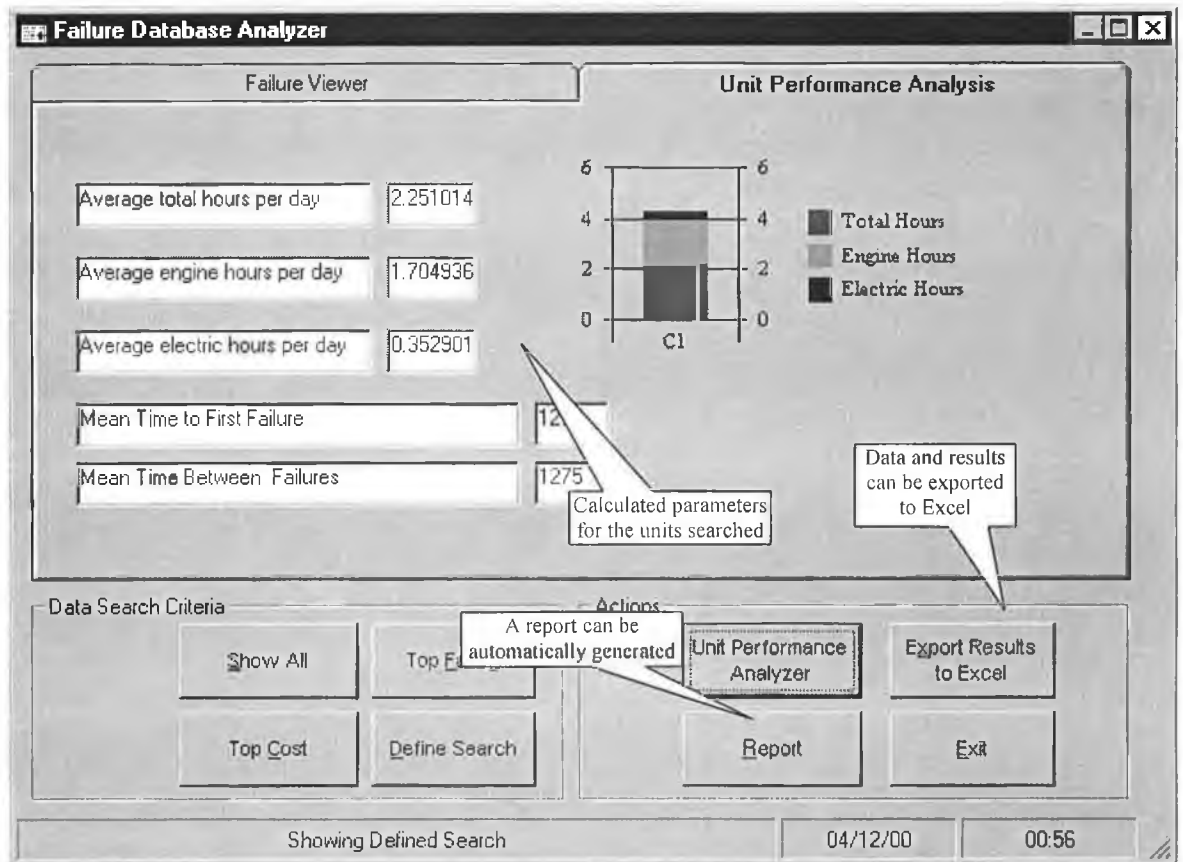 Failure Database Analyzer
Failure Viewer
Unit Performance Analysis
Average total hours per day
2.251014
Average engine hours per day
1.704936
Average electric hours per day
0.352901
Mean Time to First Failure
Mean Time Between Failures
1275
6
4
2
0
6
4
2
0
C1
Total Hours
Engine Hours
Electric Hours
Calculated parameters
for the units searched
Data and results
can be exported
to Excel
Data Search Criteria
Show All
Top
Top Cost
Define Search
Actions
A report can be
automatically generated
Unit Performance
Analyzer
Export Results
to Excel
Report
Exit
Showing Defined Search
04/12/00
00:56